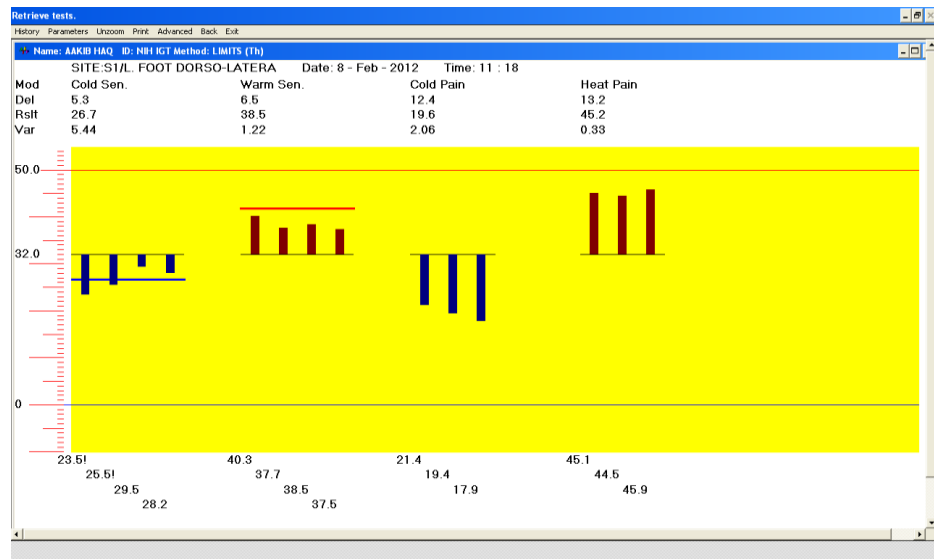 Retrieve tests.
History Parameters Unzoom Print Advanced Back Exit
Name: AAKIB HAQ ID: NIH IGT Method: LIMITS (Th)
SITE:S1/L. FOOT DORSO-LATERA Date: 8 - Feb - 2012 Time: 11 : 18
Mod Cold Sen. Warm Sen. Cold Pain Heat Pain
Del 5.3 6.5 12.4 13.2
Rslt 26.7 38.5 19.6 45.2
Var 5.44 1.22 2.06 0.33
50.0
32.0
0
23.5! 40.3 21.4 45.1
25.5! 37.7 19.4 44.5
29.5 38.5 17.9 45.9
28.2 37.5